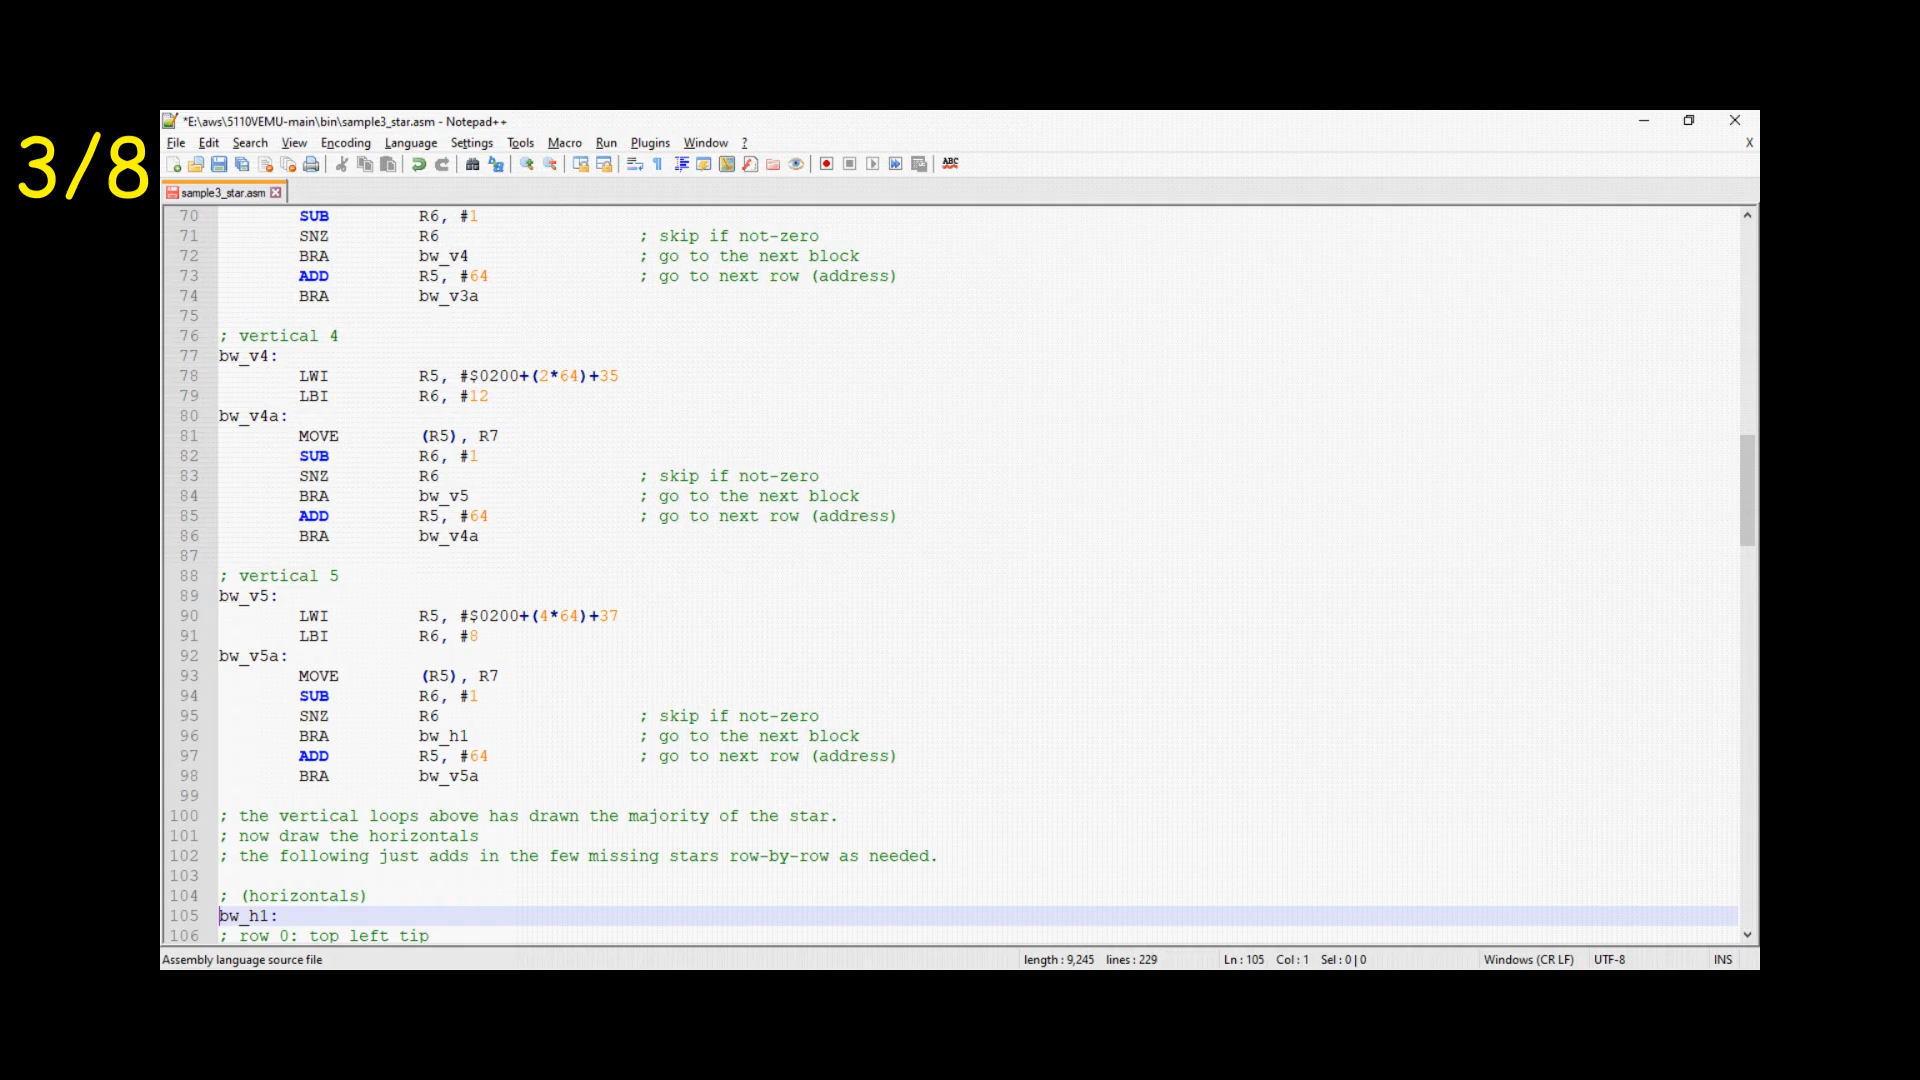 3/8
*E:\aws\5110VEMU-main\bin\sample3_star.asm - Notepad++
File Edit Search View Encoding Language Settings Tools Macro Run Plugins Window ? X
ABC
sample3_star.asm
70 SUB R6, #1
71 SNZ R6 ; skip if not-zero
72 BRA bw_v4 ; go to the next block
73 ADD R5, #64 ; go to next row (address)
74 BRA bw_v3a
75
76 ; vertical 4
77 bw_v4:
78 LWI R5, #$0200+(2*64)+35
79 LBI R6, #12
80 bw_v4a:
81 MOVE (R5), R7
82 SUB R6, #1
83 SNZ R6 ; skip if not-zero
84 BRA bw_v5 ; go to the next block
85 ADD R5, #64 ; go to next row (address)
86 BRA bw_v4a
87
88 ; vertical 5
89 bw_v5:
90 LWI R5, #$0200+(4*64)+37
91 LBI R6, #8
92 bw_v5a:
93 MOVE (R5), R7
94 SUB R6, #1
95 SNZ R6 ; skip if not-zero
96 BRA bw_h1 ; go to the next block
97 ADD R5, #64 ; go to next row (address)
98 BRA bw_v5a
99
100 ; the vertical loops above has drawn the majority of the star.
101 ; now draw the horizontals
102 ; the following just adds in the few missing stars row-by-row as needed.
103
104 ; (horizontals)
105 bw_h1:
106 ; row 0: top left tip
Assembly language source file length : 9,245 lines : 229 Ln : 105 Col : 1 Sel : 0 | 0 Windows (CR LF) UTF-8 INS